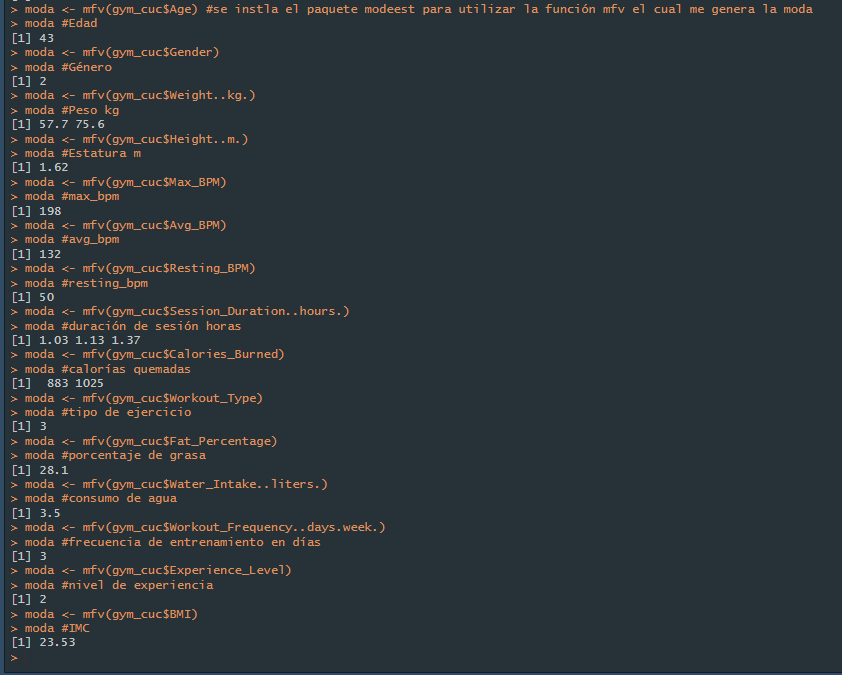 > moda <- mfv(gym_cuc$Age) #se instla el paquete modeest para utilizar la función mfv el cual me genera la moda
> moda #Edad
[1] 43
> moda <- mfv(gym_cuc$Gender)
> moda #Género
[1] 2
> moda <- mfv(gym_cuc$Weight..kg.)
> moda #Peso kg
[1] 57.7 75.6
> moda <- mfv(gym_cuc$Height..m.)
> moda #Estatura m
[1] 1.62
> moda <- mfv(gym_cuc$Max_BPM)
> moda #max_bpm
[1] 198
> moda <- mfv(gym_cuc$Avg_BPM)
> moda #avg_bpm
[1] 132
> moda <- mfv(gym_cuc$Resting_BPM)
> moda #resting_bpm
[1] 50
> moda <- mfv(gym_cuc$Session_Duration..hours.)
> moda #duración de sesión horas
[1] 1.03 1.13 1.37
> moda <- mfv(gym_cuc$Calories_Burned)
> moda #calorías quemadas
[1]  883 1025
> moda <- mfv(gym_cuc$Workout_Type)
> moda #tipo de ejercicio
[1] 3
> moda <- mfv(gym_cuc$Fat_Percentage)
> moda #porcentaje de grasa
[1] 28.1
> moda <- mfv(gym_cuc$Water_Intake..liters.)
> moda #consumo de agua
[1] 3.5
> moda <- mfv(gym_cuc$Workout_Frequency..days.week.)
> moda #frecuencia de entrenamiento en días
[1] 3
> moda <- mfv(gym_cuc$Experience_Level)
> moda #nivel de experiencia
[1] 2
> moda <- mfv(gym_cuc$BMI)
> moda #IMC
[1] 23.53
>